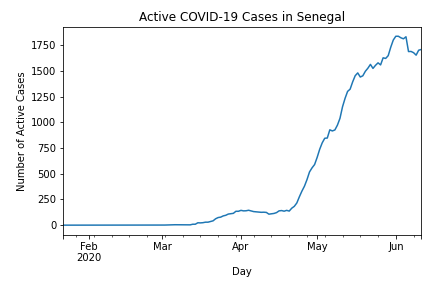 Active COVID-19 Cases in Senegal
Number of Active Cases
1750
1500
1250
1000
750
500
250
0
Feb
2020
Mar
Apr
May
Jun
Day